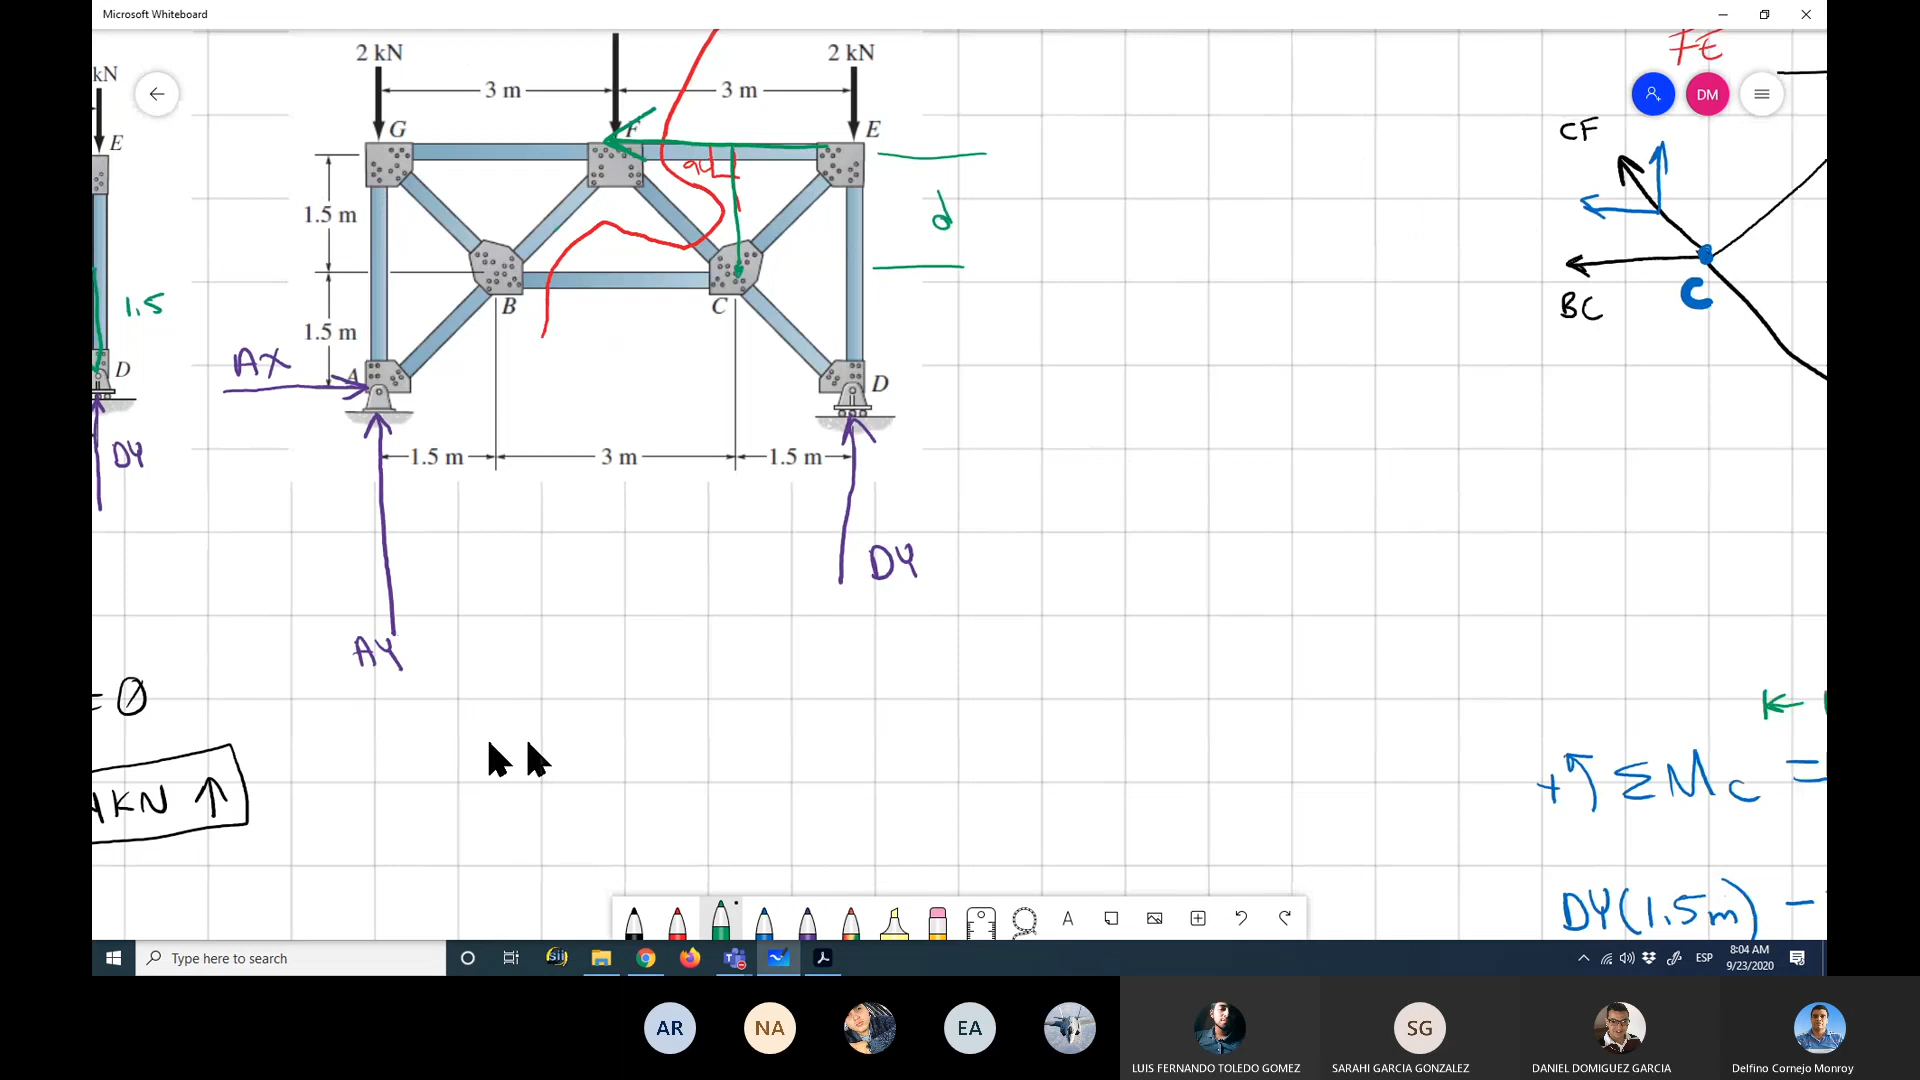 Microsoft Whiteboard
kN
E
1.5
D
DY
= 0
4KN ↑
2 kN
2 kN
3 m
3 m
G
F
E
90
1.5 m
d
B
C
1.5 m
AX
A
D
1.5 m
3 m
1.5 m
DY
AY
FE
DM
CF
C
BC
+ ΣMc =
DY(1.5m) -
A
Type here to search
sii
ESP
8:04 AM
9/23/2020
AR
NA
EA
SG
LUIS FERNANDO TOLEDO GOMEZ
SARAHI GARCIA GONZALEZ
DANIEL DOMIGUEZ GARCIA
Delfino Cornejo Monroy